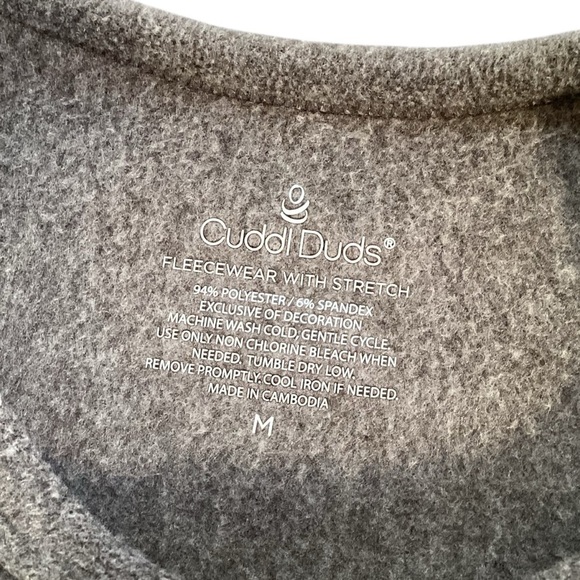 Cuddl Duds®
FLEECEWEAR WITH STRETCH
94% POLYESTER / 6% SPANDEX
EXCLUSIVE OF DECORATION
MACHINE WASH COLD, GENTLE CYCLE.
USE ONLY NON CHLORINE BLEACH WHEN
NEEDED. TUMBLE DRY LOW.
REMOVE PROMPTLY. COOL IRON IF NEEDED.
MADE IN CAMBODIA
M